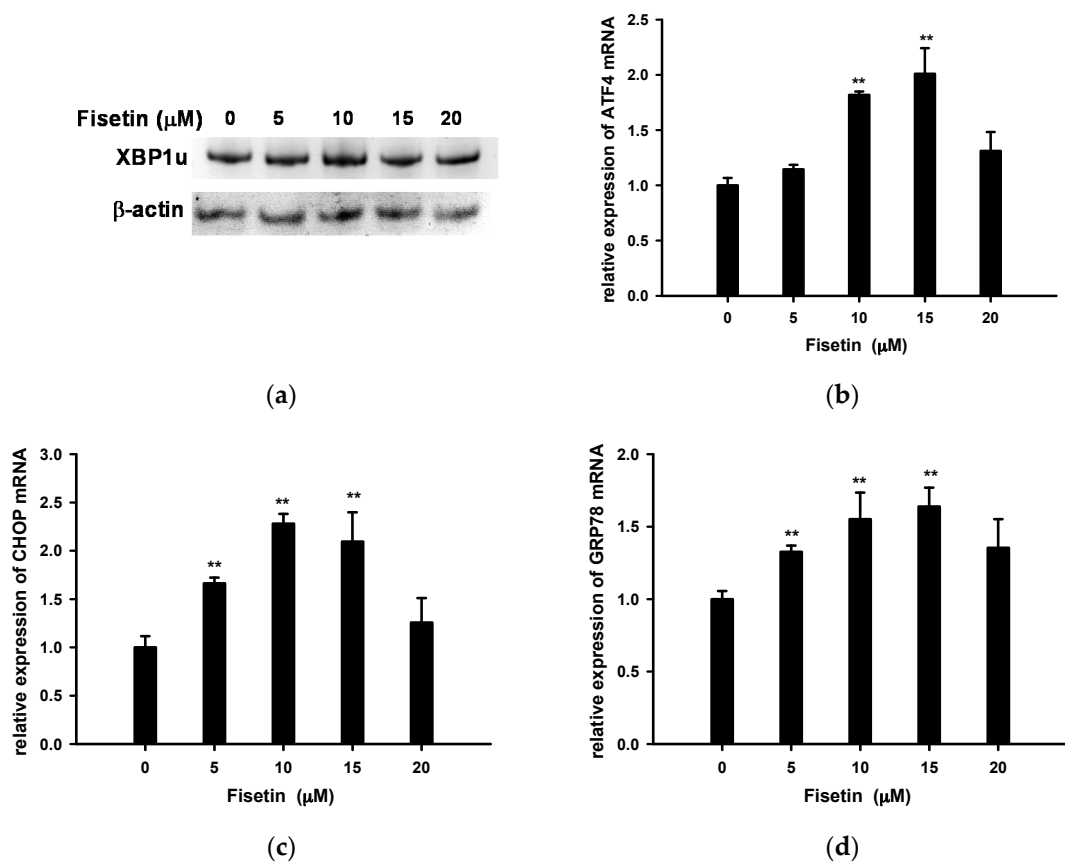 Fisetin (μM) 0 5 10 15 20
XBP1u
β-actin
(a)
relative expression of ATF4 mRNA
2.5
2.0
1.5
1.0
0.5
0.0
**
**
0 5 10 15 20
Fisetin (μM)
(b)
relative expression of CHOP mRNA
3.0
2.5
2.0
1.5
1.0
0.5
0.0
**
**
**
0 5 10 15 20
Fisetin (μM)
(c)
relative expression of GRP78 mRNA
2.0
1.5
1.0
0.5
0.0
**
**
**
0 5 10 15 20
Fisetin (μM)
(d)